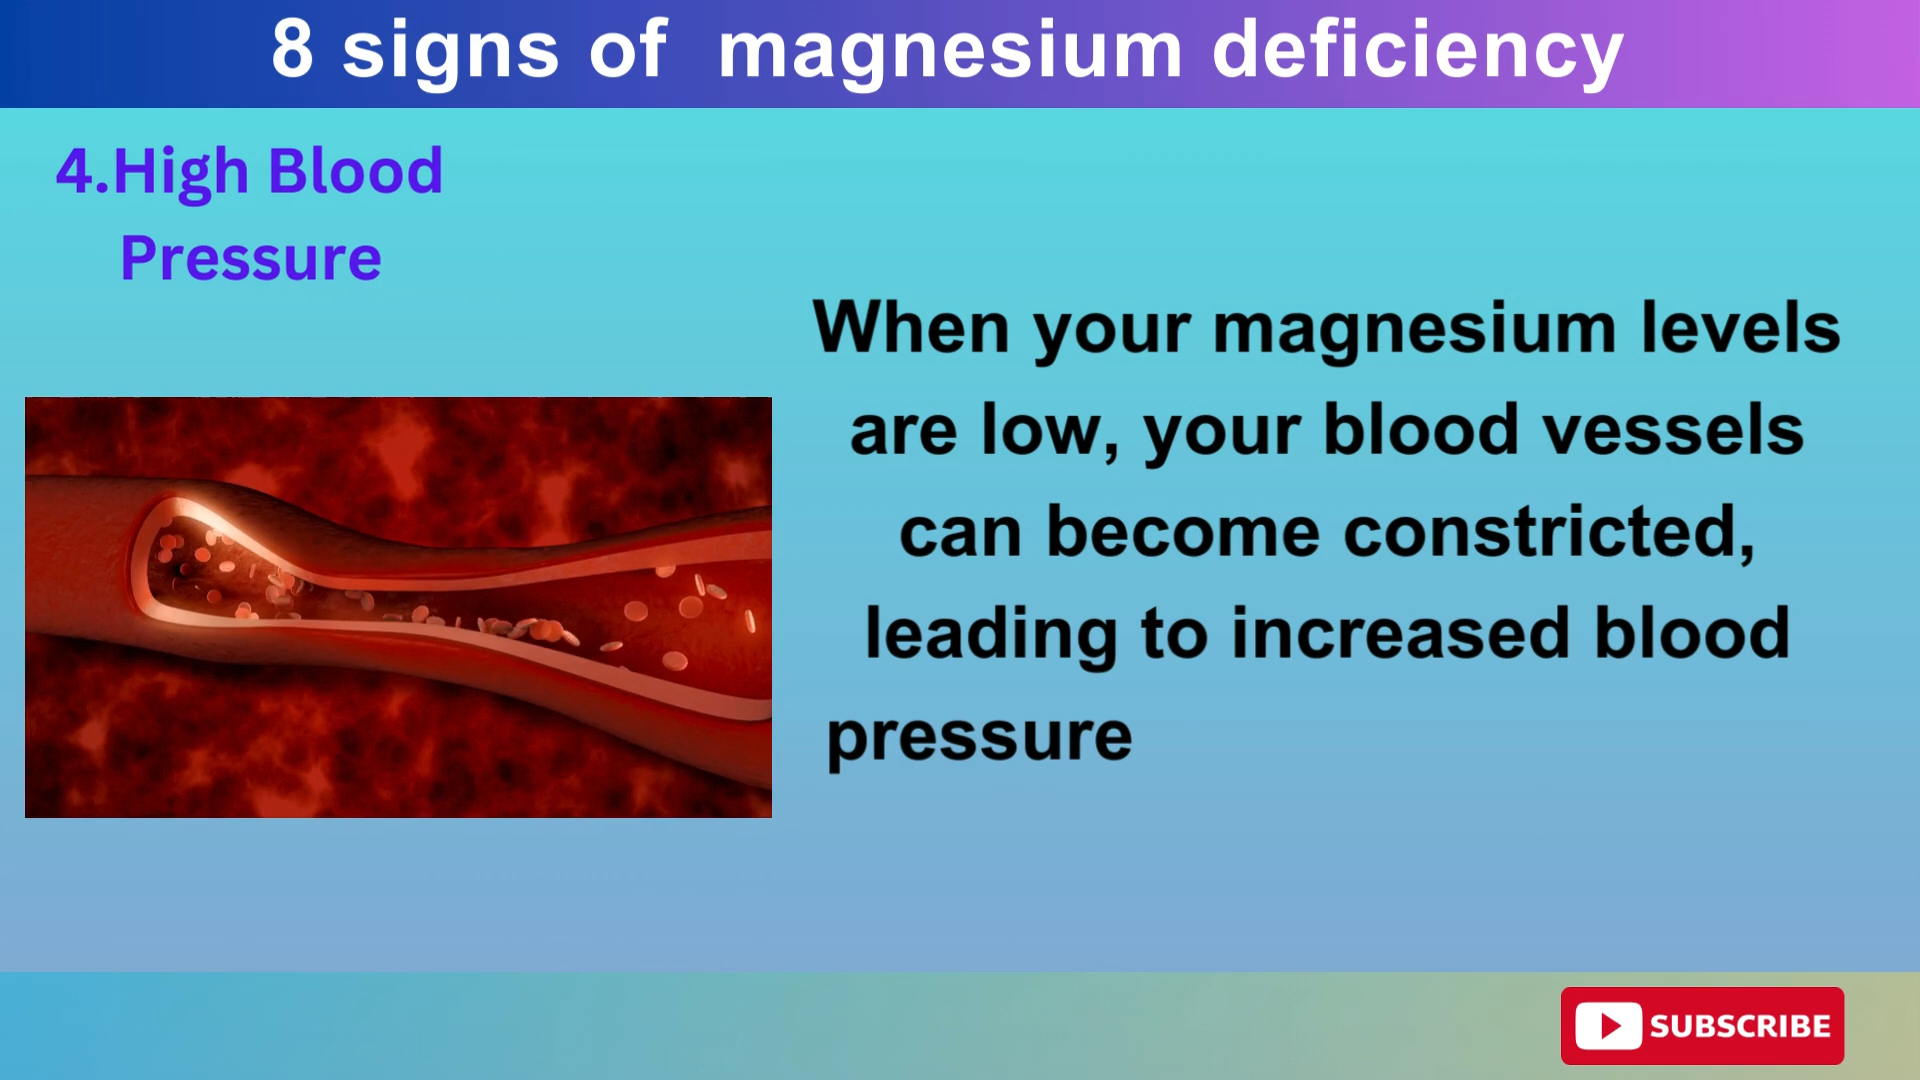 8 signs of  magnesium deficiency
4.High Blood
Pressure
When your magnesium levels
are low, your blood vessels
can become constricted,
leading to increased blood
pressure
SUBSCRIBE